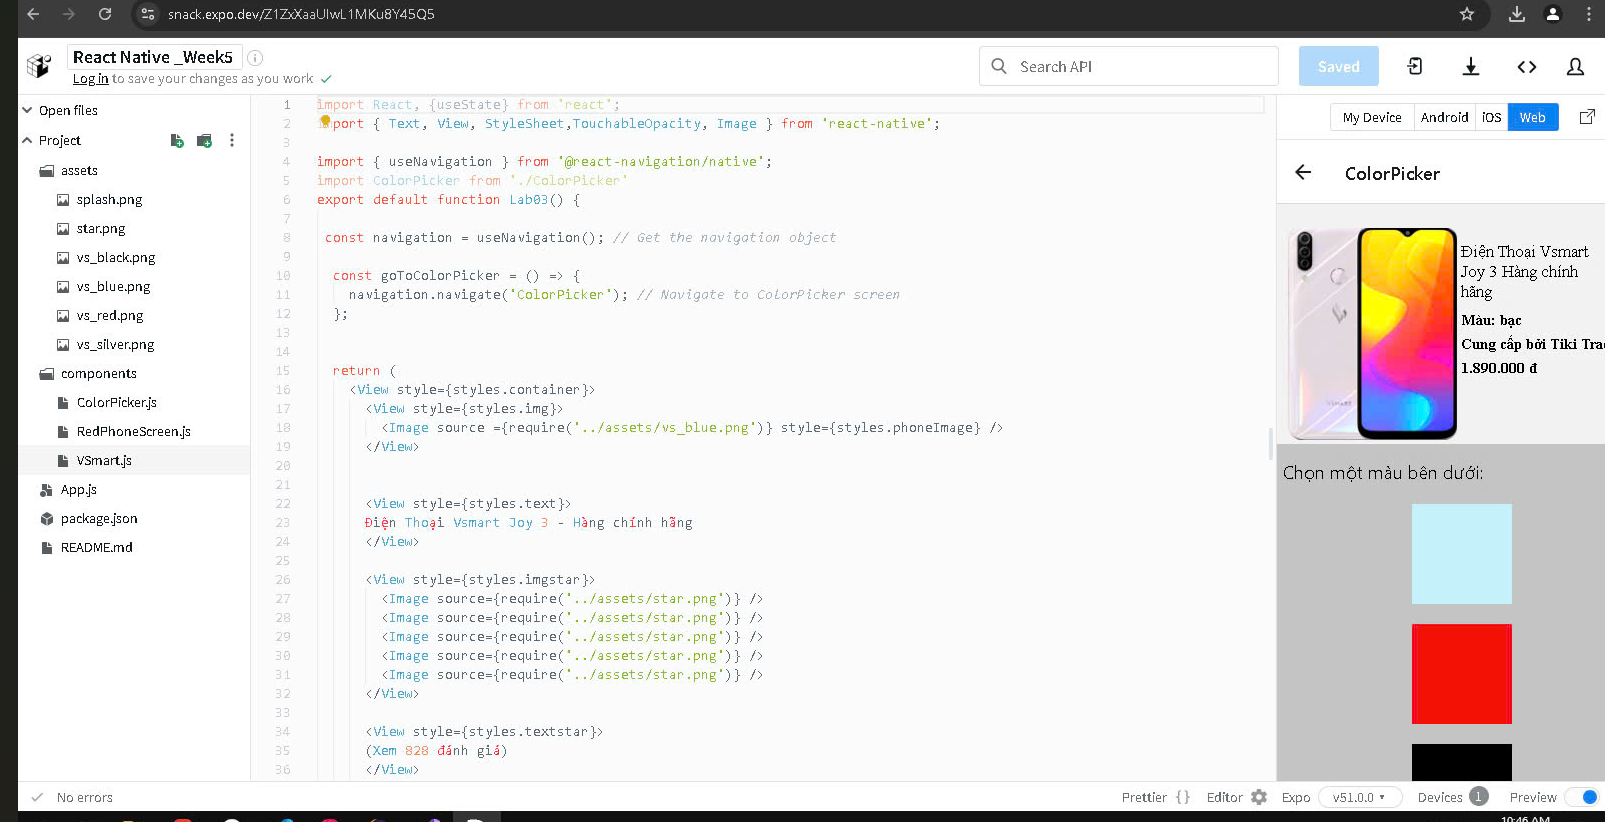 snack.expo.dev/Z1ZxXaaUIwL1MKu8Y45Q5
React Native _Week5
Log in to save your changes as you work
Search API
Saved
Open files
Project
assets
splash.png
star.png
vs_black.png
vs_blue.png
vs_red.png
vs_silver.png
components
ColorPicker.js
RedPhoneScreen.js
VSmart.js
App.js
package.json
README.md
1 import React, {useState} from 'react';
2 import { Text, View, StyleSheet,TouchableOpacity, Image } from 'react-native';
3
4 import { useNavigation } from '@react-navigation/native';
5 import ColorPicker from './ColorPicker'
6 export default function Lab03() {
7
8 const navigation = useNavigation(); // Get the navigation object
9
10 const goToColorPicker = () => {
11 navigation.navigate('ColorPicker'); // Navigate to ColorPicker screen
12 };
13
14
15 return (
16 <View style={styles.container}>
17 <View style={styles.img}>
18 <Image source ={require('../assets/vs_blue.png')} style={styles.phoneImage} />
19 </View>
20
21
22 <View style={styles.text}>
23 Điện Thoại Vsmart Joy 3 - Hàng chính hãng
24 </View>
25
26 <View style={styles.imgstar}>
27 <Image source={require('../assets/star.png')} />
28 <Image source={require('../assets/star.png')} />
29 <Image source={require('../assets/star.png')} />
30 <Image source={require('../assets/star.png')} />
31 <Image source={require('../assets/star.png')} />
32 </View>
33
34 <View style={styles.textstar}>
35 (Xem 828 đánh giá)
36 </View>
My Device Android iOS Web
ColorPicker
Điện Thoại Vsmart
Joy 3 Hàng chính
hãng
Màu: bạc
Cung cấp bởi Tiki Tra
1.890.000 đ
Chọn một màu bên dưới:
No errors
Prettier {} Editor Expo v51.0.0 Devices 1 Preview
10:46 AM